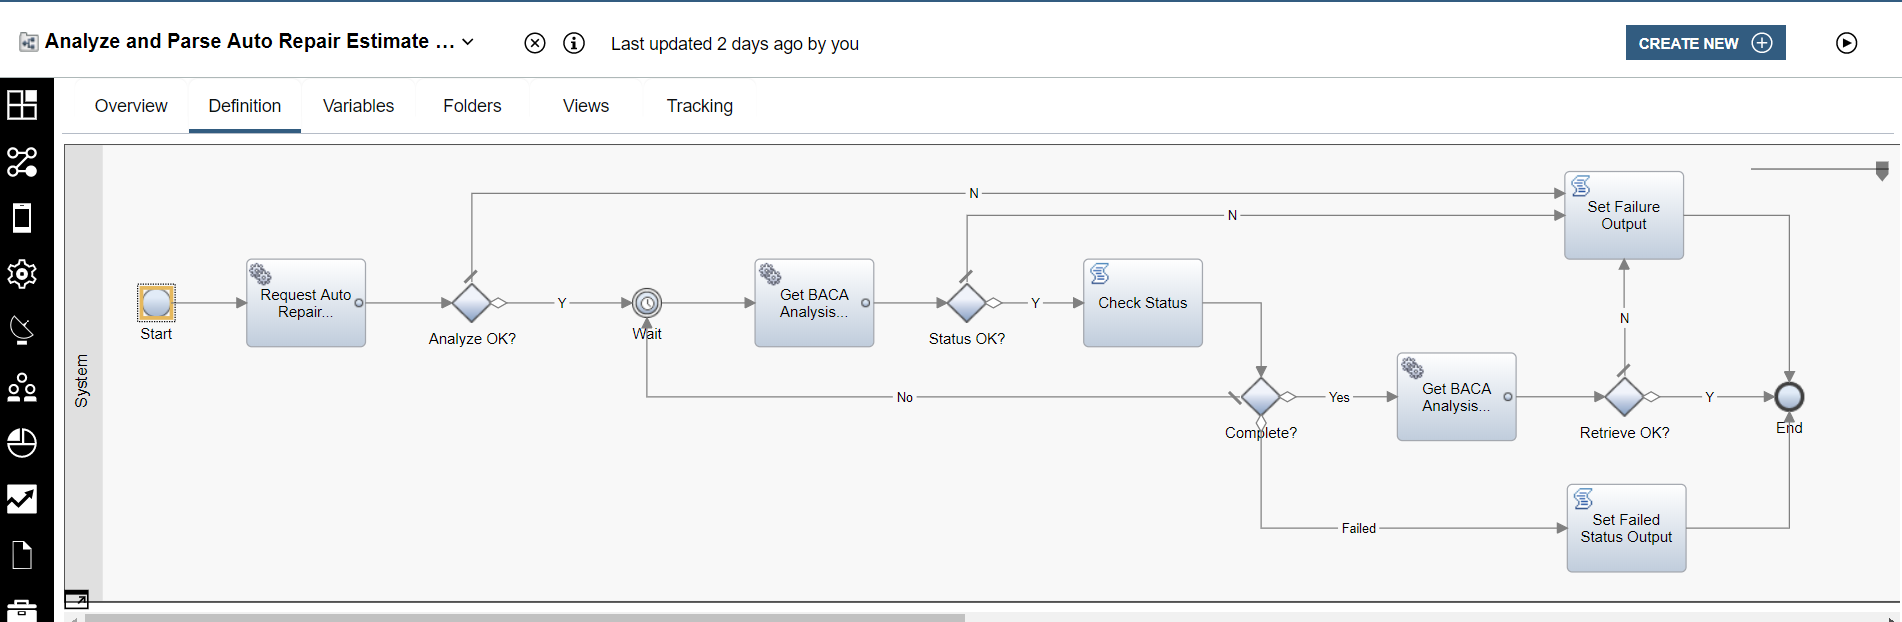 Analyze and Parse Auto Repair Estimate ...
Last updated 2 days ago by you
CREATE NEW
Overview
Definition
Variables
Folders
Views
Tracking
System
N
N
Set Failure
Output
Start
Request Auto
Repair...
Analyze OK?
Y
Wait
Get BACA
Analysis...
Status OK?
Y
Check Status
N
No
Complete?
Yes
Get BACA
Analysis...
Retrieve OK?
Y
End
Failed
Set Failed
Status Output